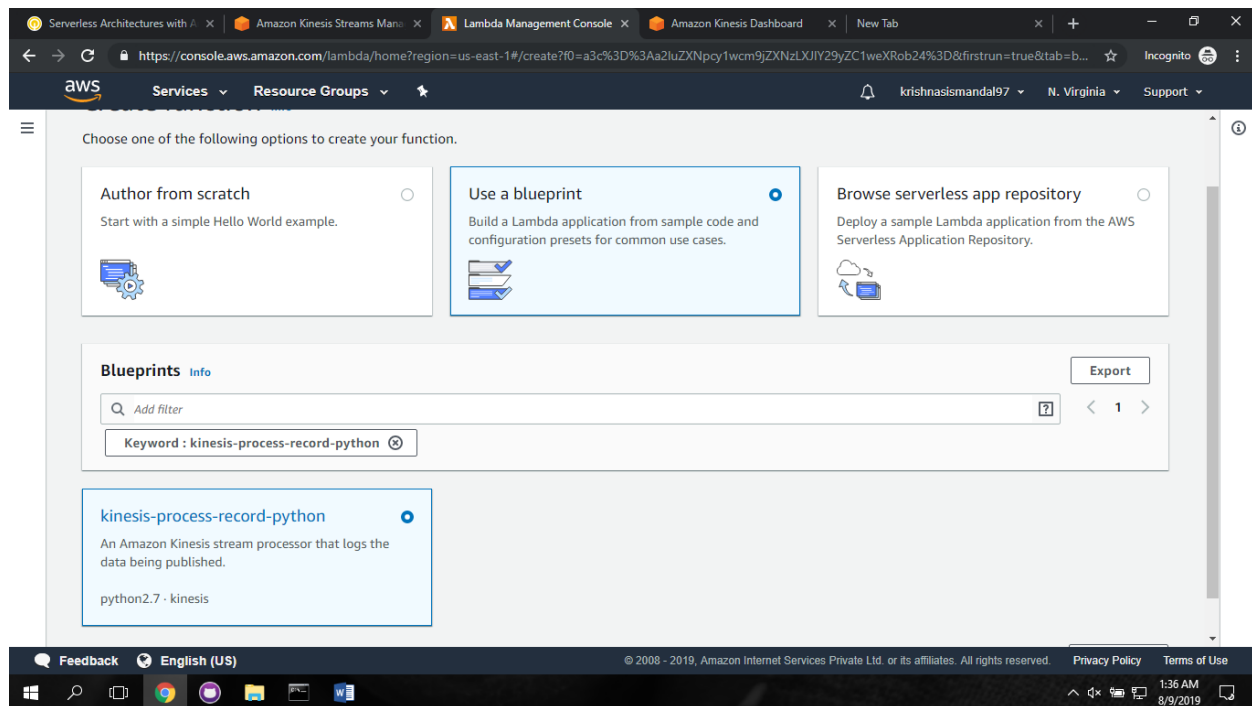 Serverless Architectures with A
Amazon Kinesis Streams Mana
Lambda Management Console
Amazon Kinesis Dashboard
New Tab
https://console.aws.amazon.com/lambda/home?region=us-east-1#/create?f0=a3c%3D%3Aa2luZXNpcy1wcm9jZXNzLXJlY29yZC1weXRob24%3D&firstrun=true&tab=b...
Incognito
aws
Services
Resource Groups
krishnasismandal97
N. Virginia
Support
Create function Info
Choose one of the following options to create your function.
Author from scratch
Start with a simple Hello World example.
Use a blueprint
Build a Lambda application from sample code and
configuration presets for common use cases.
Browse serverless app repository
Deploy a sample Lambda application from the AWS
Serverless Application Repository.
Blueprints Info
Export
Add filter
1
Keyword : kinesis-process-record-python
kinesis-process-record-python
An Amazon Kinesis stream processor that logs the
data being published.
python2.7 · kinesis
Feedback
English (US)
© 2008 - 2019, Amazon Internet Services Private Ltd. or its affiliates. All rights reserved.
Privacy Policy
Terms of Use
1:36 AM
8/9/2019